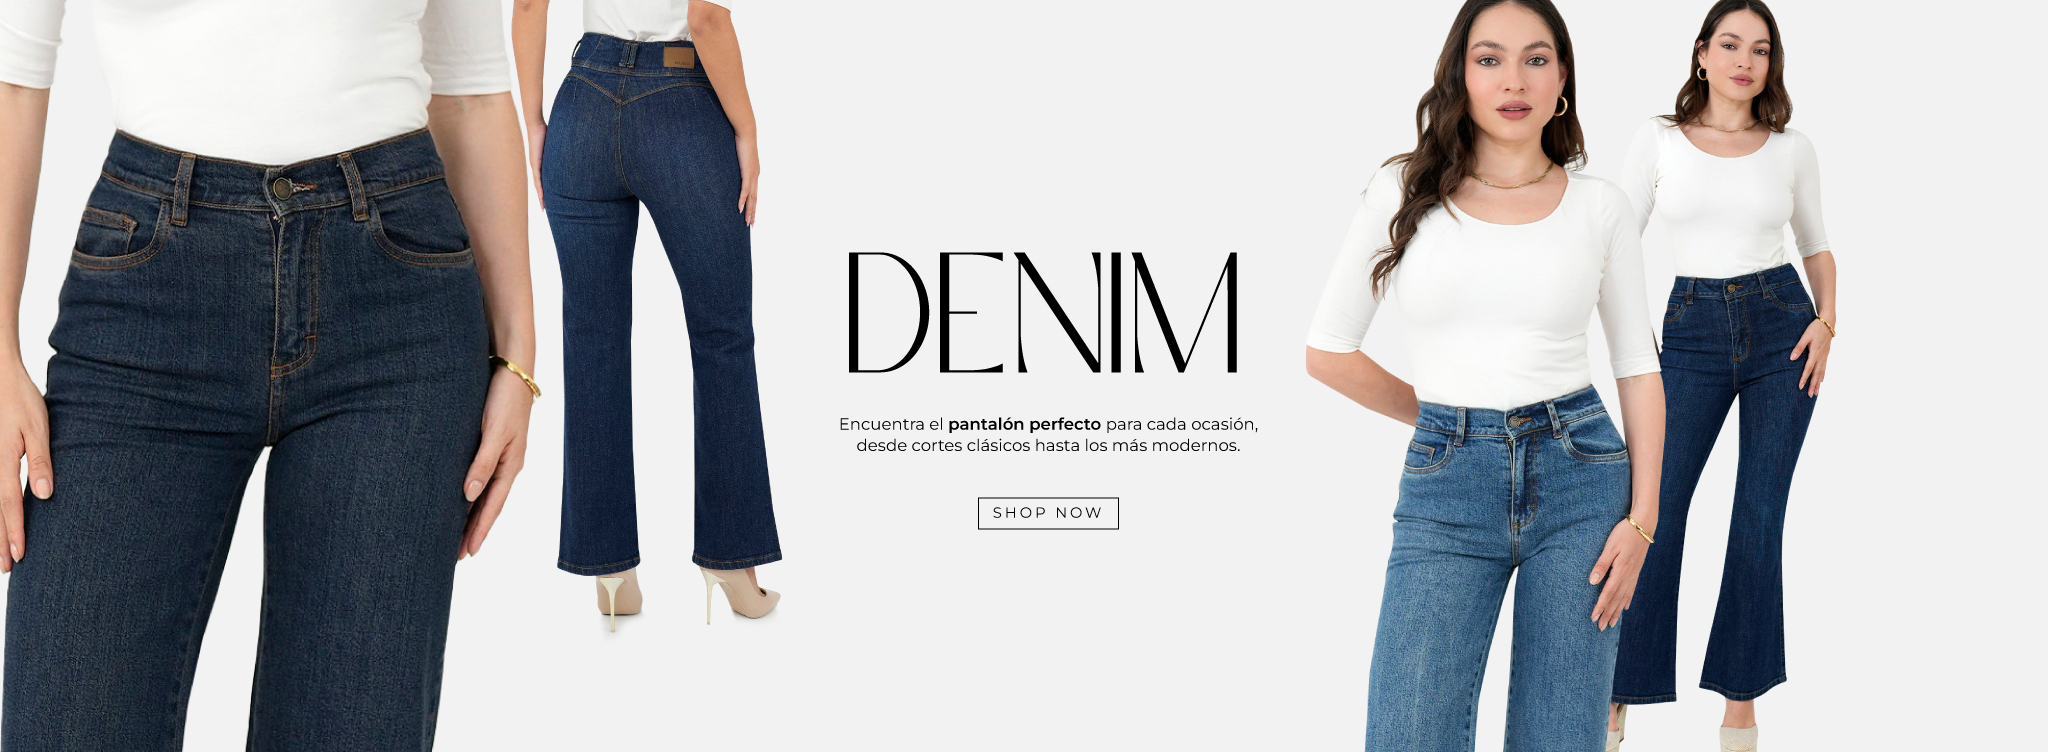 DENIM
Encuentra el pantalón perfecto para cada ocasión,
desde cortes clásicos hasta los más modernos.
SHOP NOW